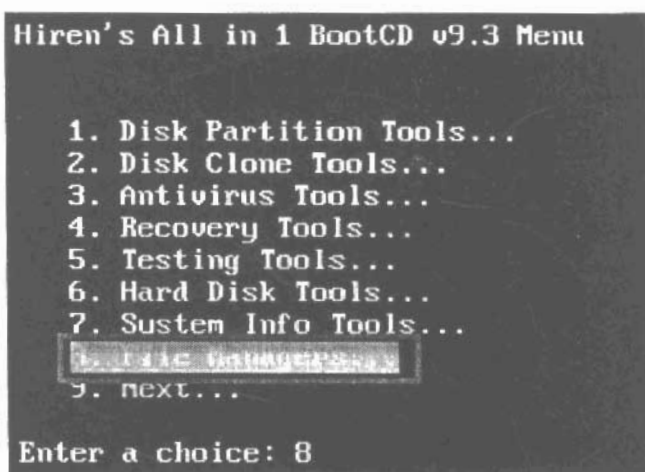 Hiren's All in 1 BootCD v9.3 Menu
1. Disk Partition Tools...
2. Disk Clone Tools...
3. Antivirus Tools...
4. Recovery Tools...
5. Testing Tools...
6. Hard Disk Tools...
7. Sustem Info Tools...
9. Next...
Enter a choice: 8